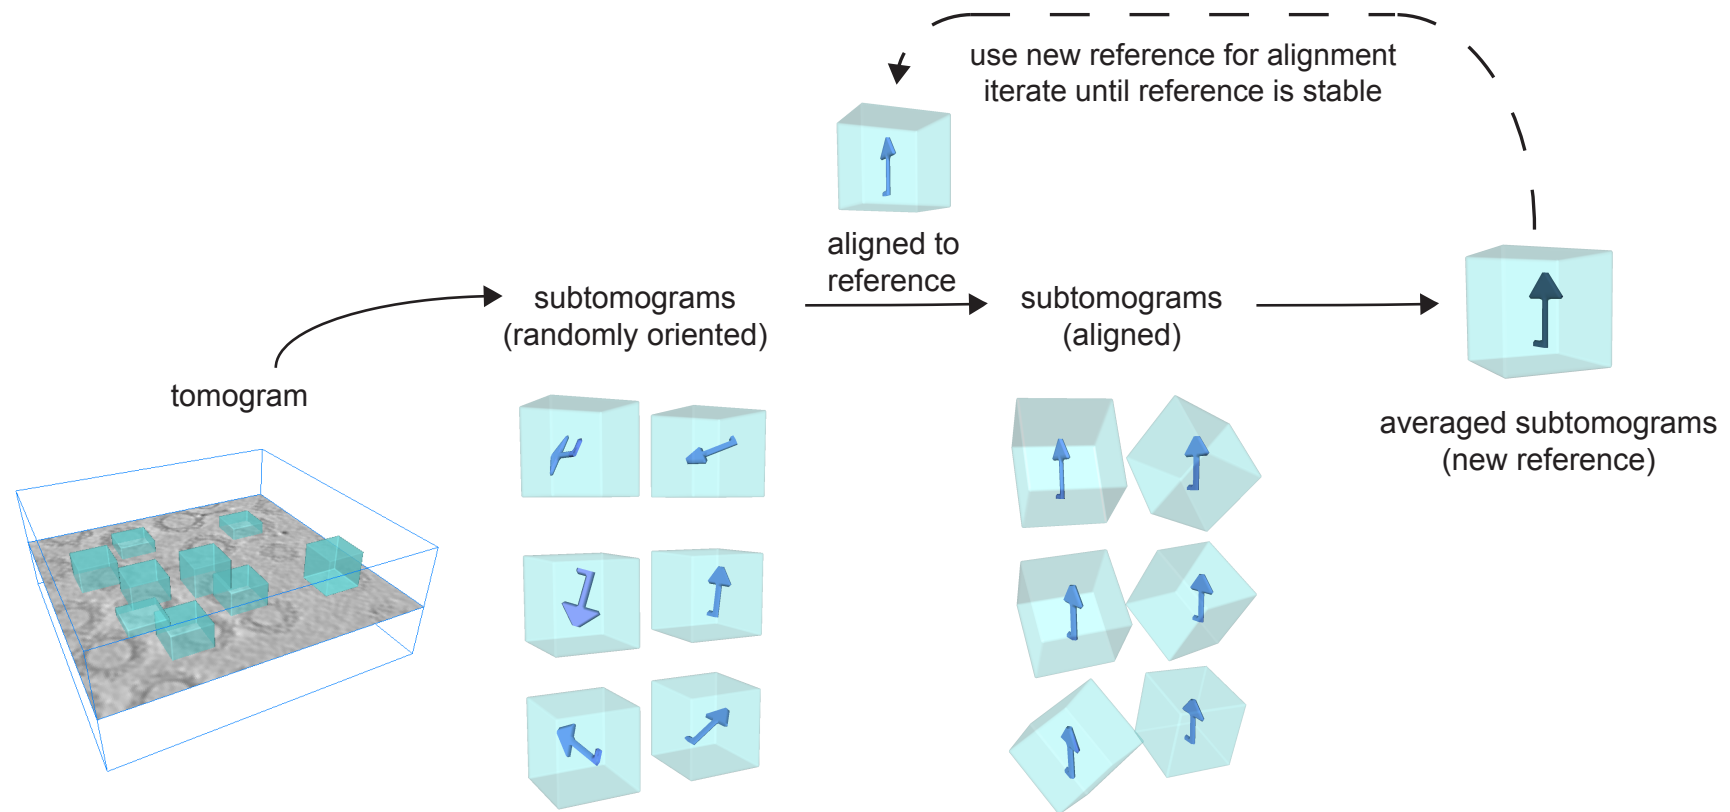 use new reference for alignment
iterate until reference is stable
aligned to
reference
subtomograms
(randomly oriented)
subtomograms
(aligned)
tomogram
averaged subtomograms
(new reference)